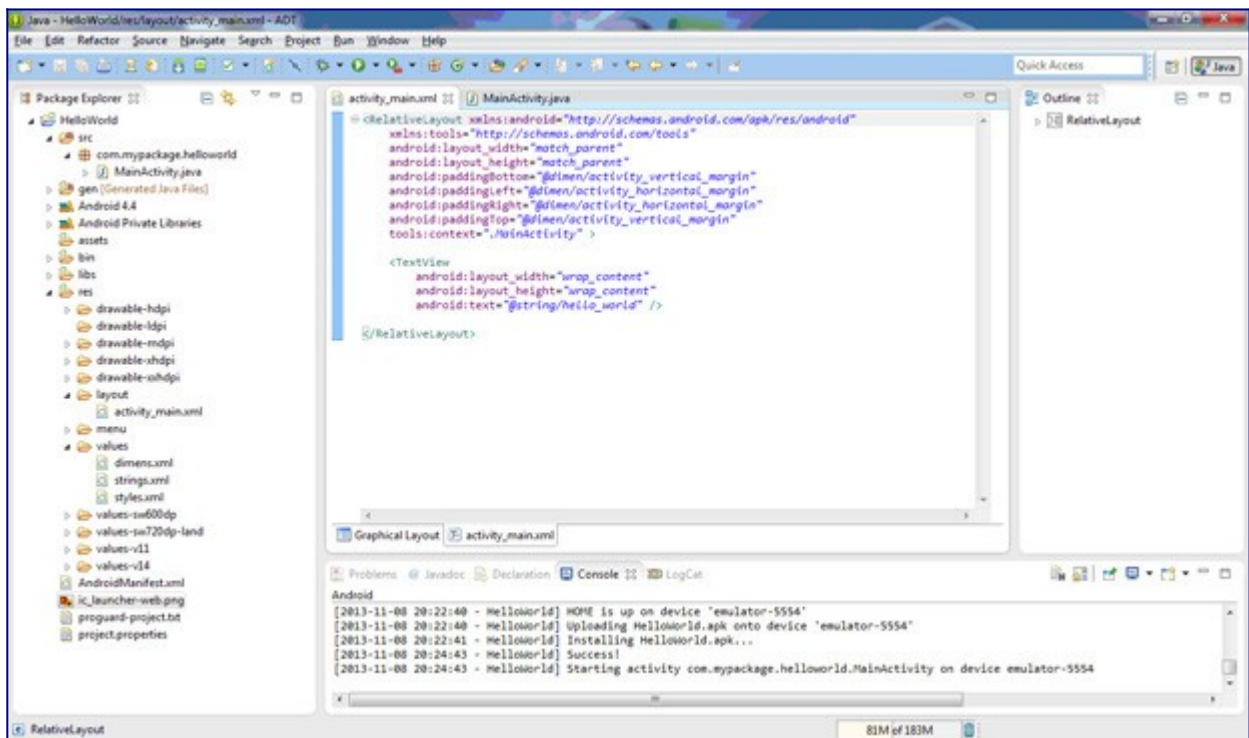 Java - HelloWorld/res/layout/activity_main.xml - ADT
File Edit Refactor Source Navigate Search Project Run Window Help
Quick Access
Java
Package Explorer
HelloWorld
src
com.mypackage.helloworld
MainActivity.java
gen [Generated Java Files]
Android 4.4
Android Private Libraries
assets
bin
libs
res
drawable-hdpi
drawable-ldpi
drawable-mdpi
drawable-xhdpi
drawable-xxhdpi
layout
activity_main.xml
menu
values
dimens.xml
strings.xml
styles.xml
values-sw600dp
values-sw720dp-land
values-v11
values-v14
AndroidManifest.xml
ic_launcher-web.png
proguard-project.txt
project.properties
activity_main.xml MainActivity.java
<RelativeLayout xmlns:android="http://schemas.android.com/apk/res/android"
xmlns:tools="http://schemas.android.com/tools"
android:layout_width="match_parent"
android:layout_height="match_parent"
android:paddingBottom="@dimen/activity_vertical_margin"
android:paddingLeft="@dimen/activity_horizontal_margin"
android:paddingRight="@dimen/activity_horizontal_margin"
android:paddingTop="@dimen/activity_vertical_margin"
tools:context=".MainActivity" >
<TextView
android:layout_width="wrap_content"
android:layout_height="wrap_content"
android:text="@string/hello_world" />
</RelativeLayout>
Graphical Layout activity_main.xml
Outline
RelativeLayout
Problems Javadoc Declaration Console LogCat
Android
[2013-11-08 20:22:40 - HelloWorld] HOME is up on device 'emulator-5554'
[2013-11-08 20:22:40 - HelloWorld] Uploading HelloWorld.apk onto device 'emulator-5554'
[2013-11-08 20:22:41 - HelloWorld] Installing HelloWorld.apk...
[2013-11-08 20:24:43 - HelloWorld] Success!
[2013-11-08 20:24:43 - HelloWorld] Starting activity com.mypackage.helloworld.MainActivity on device emulator-5554
RelativeLayout
81M of 183M